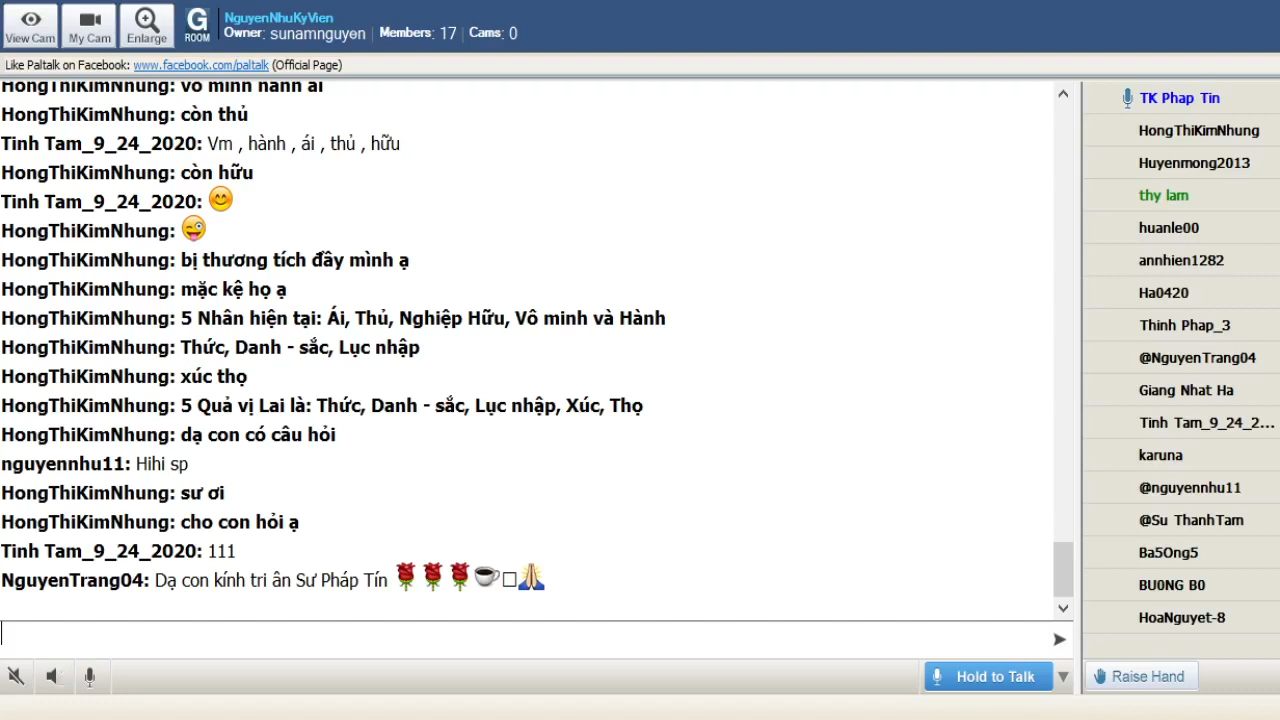 View Cam
My Cam
Enlarge
G
ROOM
NguyenNhuKyVien
Owner: sunamnguyen | Members: 17 | Cams: 0
Like Paltalk on Facebook: www.facebook.com/paltalk (Official Page)
HongThiKimNhung: vô minh hành ái
HongThiKimNhung: còn thủ
Tinh Tam_9_24_2020: Vm , hành , ái , thủ , hữu
HongThiKimNhung: còn hữu
Tinh Tam_9_24_2020:
HongThiKimNhung:
HongThiKimNhung: bị thương tích đầy mình ạ
HongThiKimNhung: mặc kệ họ ạ
HongThiKimNhung: 5 Nhân hiện tại: Ái, Thủ, Nghiệp Hữu, Vô minh và Hành
HongThiKimNhung: Thức, Danh - sắc, Lục nhập
HongThiKimNhung: xúc thọ
HongThiKimNhung: 5 Quả vị Lai là: Thức, Danh - sắc, Lục nhập, Xúc, Thọ
HongThiKimNhung: dạ con có câu hỏi
nguyennhu11: Hihi sp
HongThiKimNhung: sư ơi
HongThiKimNhung: cho con hỏi ạ
Tinh Tam_9_24_2020: 111
NguyenTrang04: Dạ con kính tri ân Sư Pháp Tín
TK Phap Tin
HongThiKimNhung
Huyenmong2013
thy lam
huanle00
annhien1282
Ha0420
Thinh Phap_3
@NguyenTrang04
Giang Nhat Ha
Tinh Tam_9_24_2...
karuna
@nguyennhu11
@Su ThanhTam
Ba5Ong5
BU0NG B0
HoaNguyet-8
Hold to Talk
Raise Hand